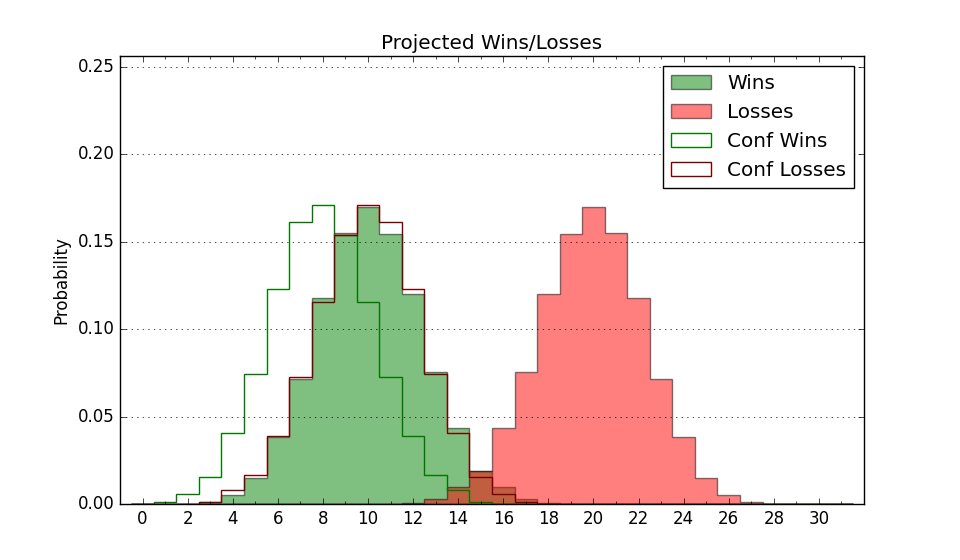 Projected Wins/Losses
0.25
0.20
0.15
0.10
0.05
0.00
Probability
Wins
Losses
Conf Wins
Conf Losses
0 2 4 6 8 10 12 14 16 18 20 22 24 26 28 30